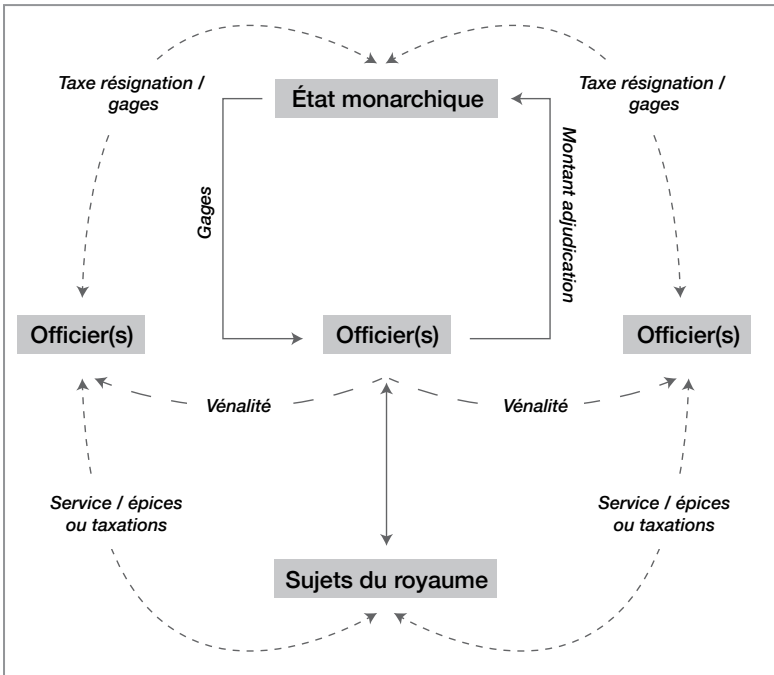 Taxe résignation /
gages
État monarchique
Taxe résignation /
gages
Gages
Montant adjudication
Officier(s)
Officier(s)
Officier(s)
Vénalité
Vénalité
Service / épices
ou taxations
Service / épices
ou taxations
Sujets du royaume